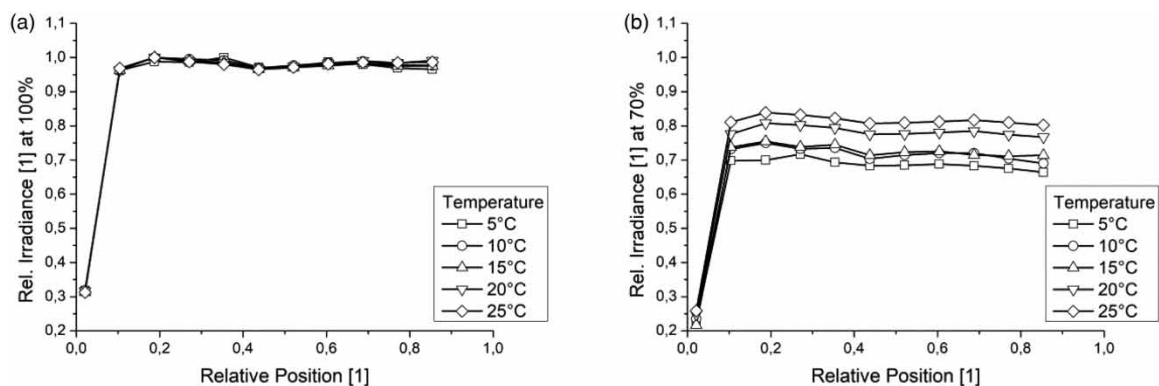 (a)
Rel. Irradiance [1] at 100%
1,1
1,0
0,9
0,8
0,7
0,6
0,5
0,4
0,3
0,2
0,0 0,2 0,4 0,6 0,8 1,0
Relative Position [1]
Temperature
5°C
10°C
15°C
20°C
25°C
(b)
Rel. Irradiance [1] at 70%
1,1
1,0
0,9
0,8
0,7
0,6
0,5
0,4
0,3
0,2
0,0 0,2 0,4 0,6 0,8 1,0
Relative Position [1]
Temperature
5°C
10°C
15°C
20°C
25°C